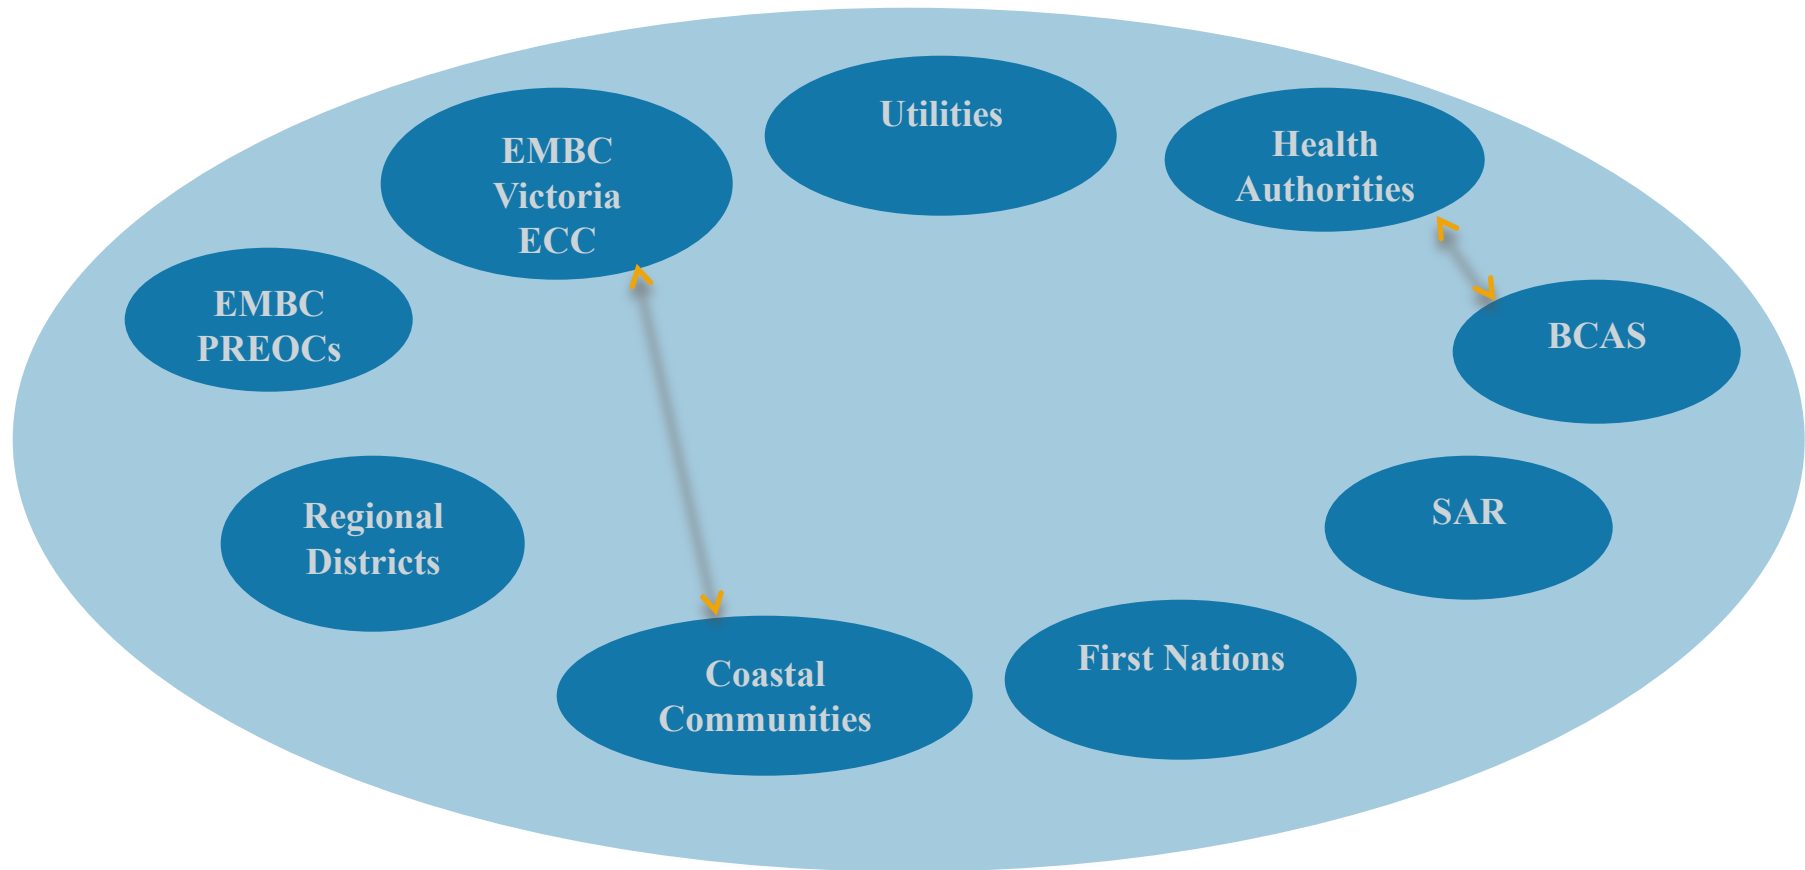 Utilities
EMBC
Victoria
ECC
Health
Authorities
EMBC
PREOCs
BCAS
Regional
Districts
SAR
Coastal
Communities
First Nations